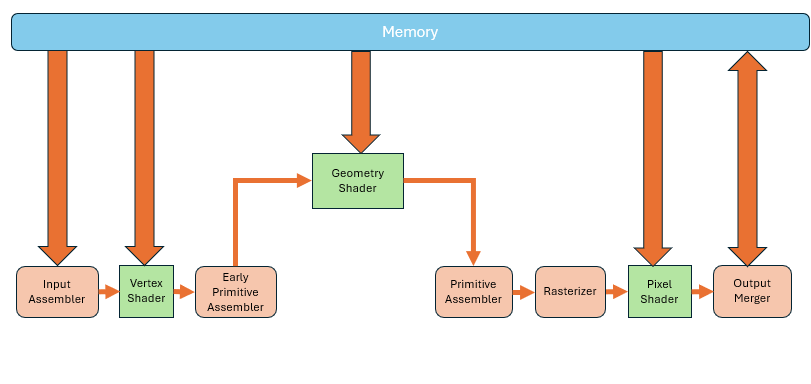 Memory
Geometry
Shader
Input
Assembler
Vertex
Shader
Early
Primitive
Assembler
Primitive
Assembler
Rasterizer
Pixel
Shader
Output
Merger